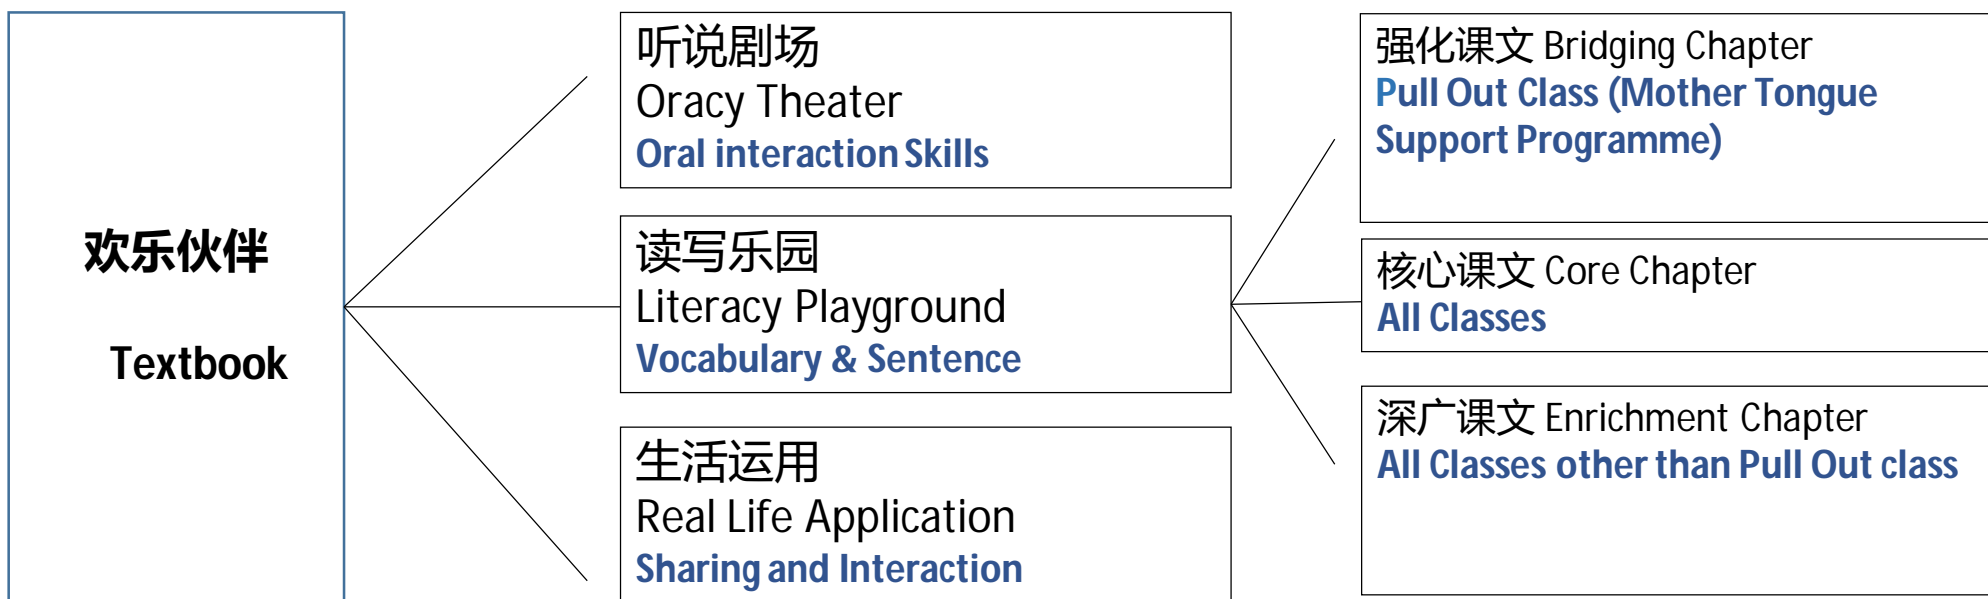 欢乐伙伴
Textbook
听说剧场
Oracy Theater
Oral interaction Skills
读写乐园
Literacy Playground
Vocabulary & Sentence
生活运用
Real Life Application
Sharing and Interaction
强化课文 Bridging Chapter
Pull Out Class (Mother Tongue
Support Programme)
核心课文 Core Chapter
All Classes
深广课文 Enrichment Chapter
All Classes other than Pull Out class